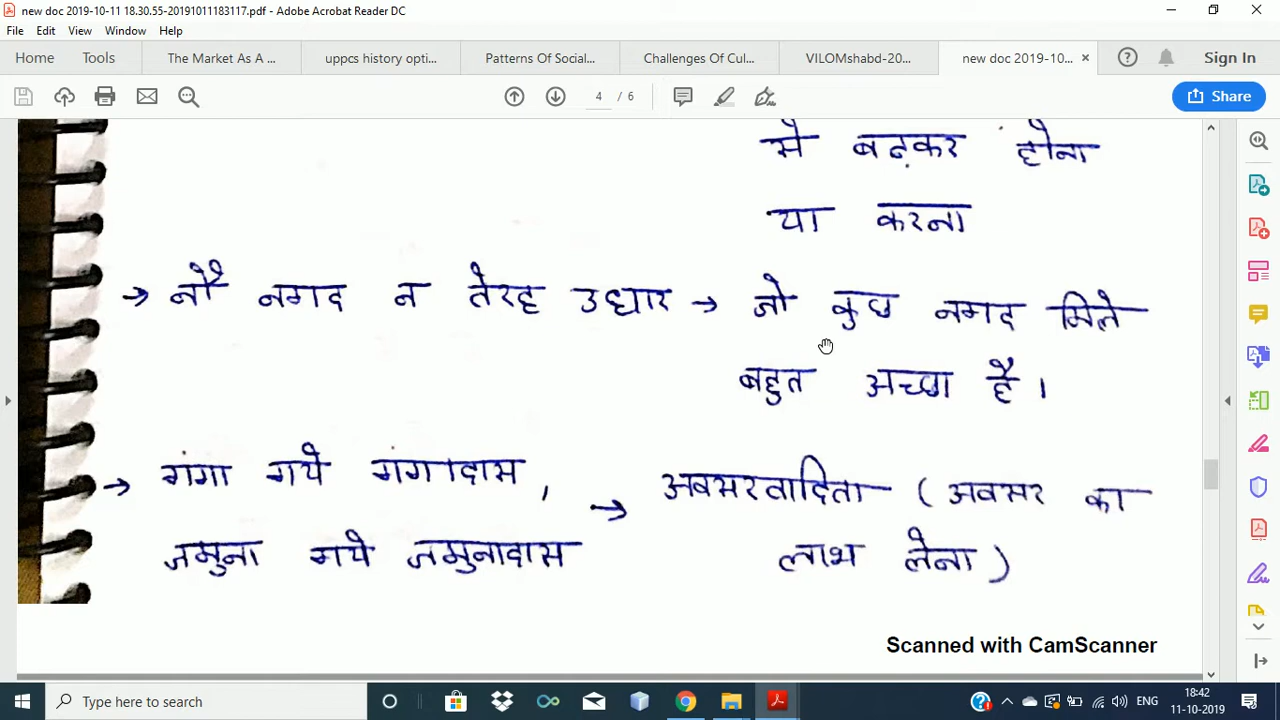 new doc 2019-10-11 18.30.55-20191011183117.pdf - Adobe Acrobat Reader DC
File Edit View Window Help
Home Tools The Market As A ... uppcs history opti... Patterns Of Social... Challenges Of Cul... VILOMshabd-20... new doc 2019-10... × Sign In
4 / 6 Share
से बढ़कर होना
या करना
→ नौ नगद न तेरह उधार → जो कुछ नगद मिले
बहुत अच्छा है।
→ गंगा गये गंगादास, → अवसरवादिता (अवसर का
जमुना गये जमुनादास लाभ लेना)
Scanned with CamScanner
Type here to search ENG 18:42
11-10-2019